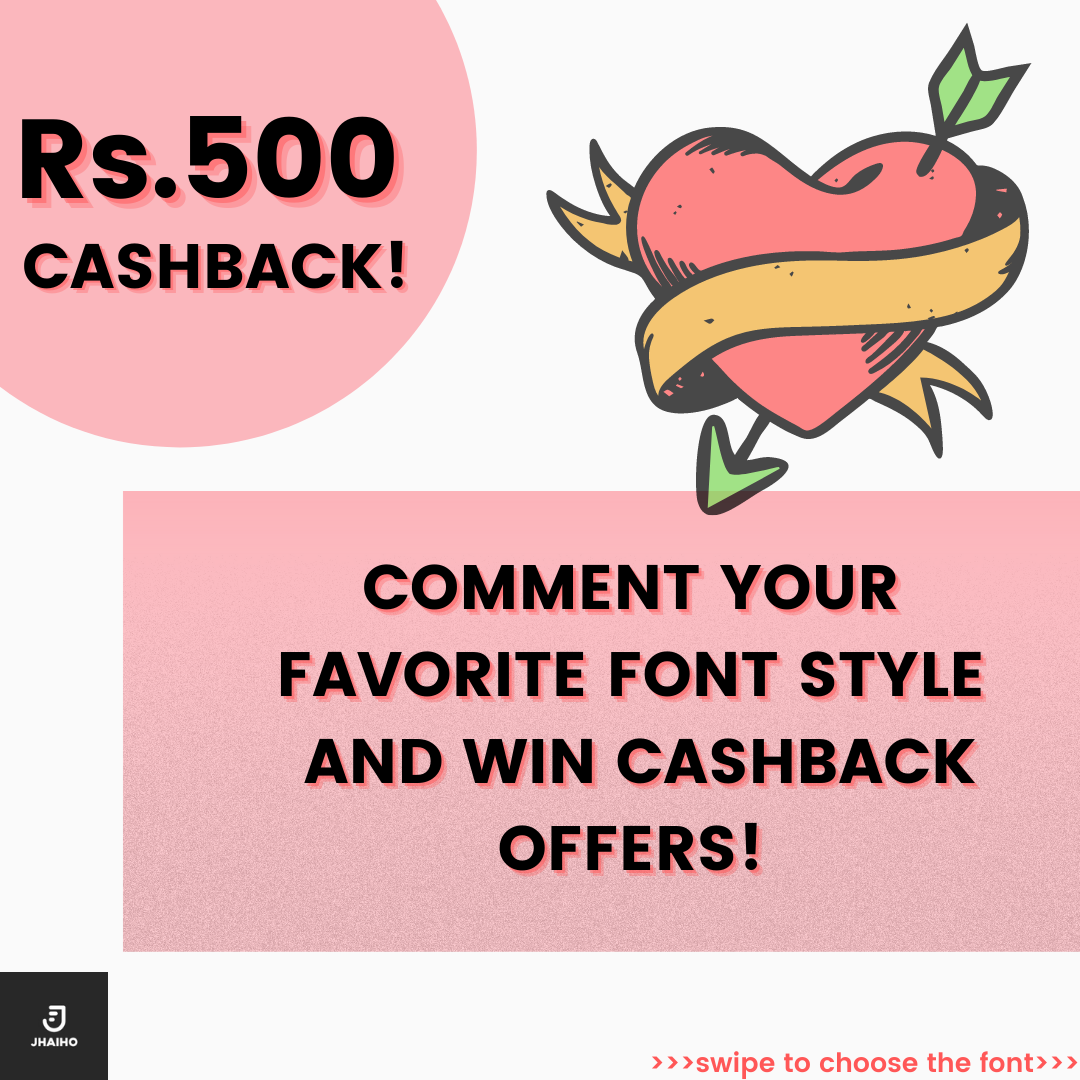 Rs.500
CASHBACK!
COMMENT YOUR
FAVORITE FONT STYLE
AND WIN CASHBACK
OFFERS!
JHAIHO
>>>swipe to choose the font>>>